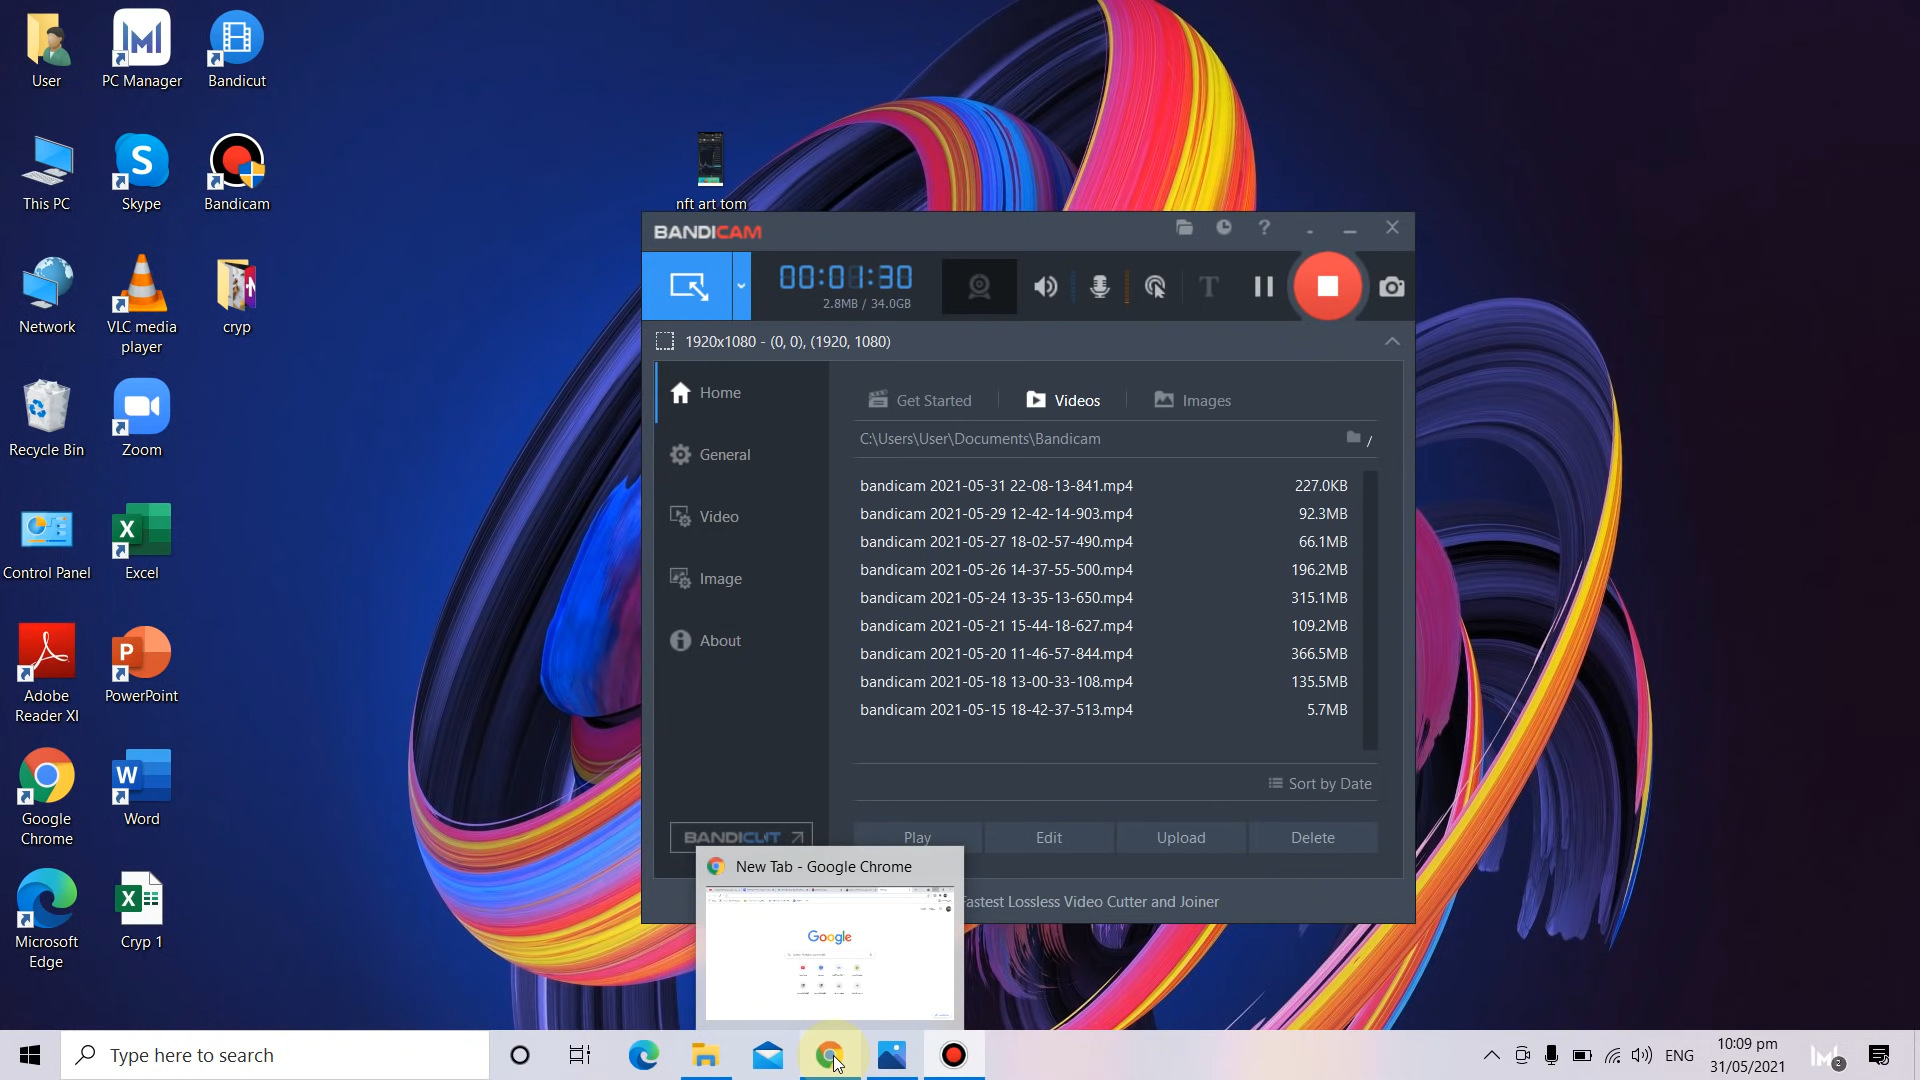 User
PC Manager
Bandicut
This PC
Skype
Bandicam
Network
VLC media
player
cryp
Recycle Bin
Zoom
Control Panel
Excel
Adobe
Reader XI
PowerPoint
Google
Chrome
Word
Microsoft
Edge
Cryp 1
nft art tom
BANDICAM
00:01:30
2.8MB / 34.0GB
1920x1080 - (0, 0), (1920, 1080)
Home
General
Video
Image
About
BANDICUT
Get Started
Videos
Images
C:\Users\User\Documents\Bandicam
bandicam 2021-05-31 22-08-13-841.mp4 227.0KB
bandicam 2021-05-29 12-42-14-903.mp4 92.3MB
bandicam 2021-05-27 18-02-57-490.mp4 66.1MB
bandicam 2021-05-26 14-37-55-500.mp4 196.2MB
bandicam 2021-05-24 13-35-13-650.mp4 315.1MB
bandicam 2021-05-21 15-44-18-627.mp4 109.2MB
bandicam 2021-05-20 11-46-57-844.mp4 366.5MB
bandicam 2021-05-18 13-00-33-108.mp4 135.5MB
bandicam 2021-05-15 18-42-37-513.mp4 5.7MB
Sort by Date
Play
Edit
Upload
Delete
Fastest Lossless Video Cutter and Joiner
New Tab - Google Chrome
Google
Type here to search
ENG
10:09 pm
31/05/2021
2